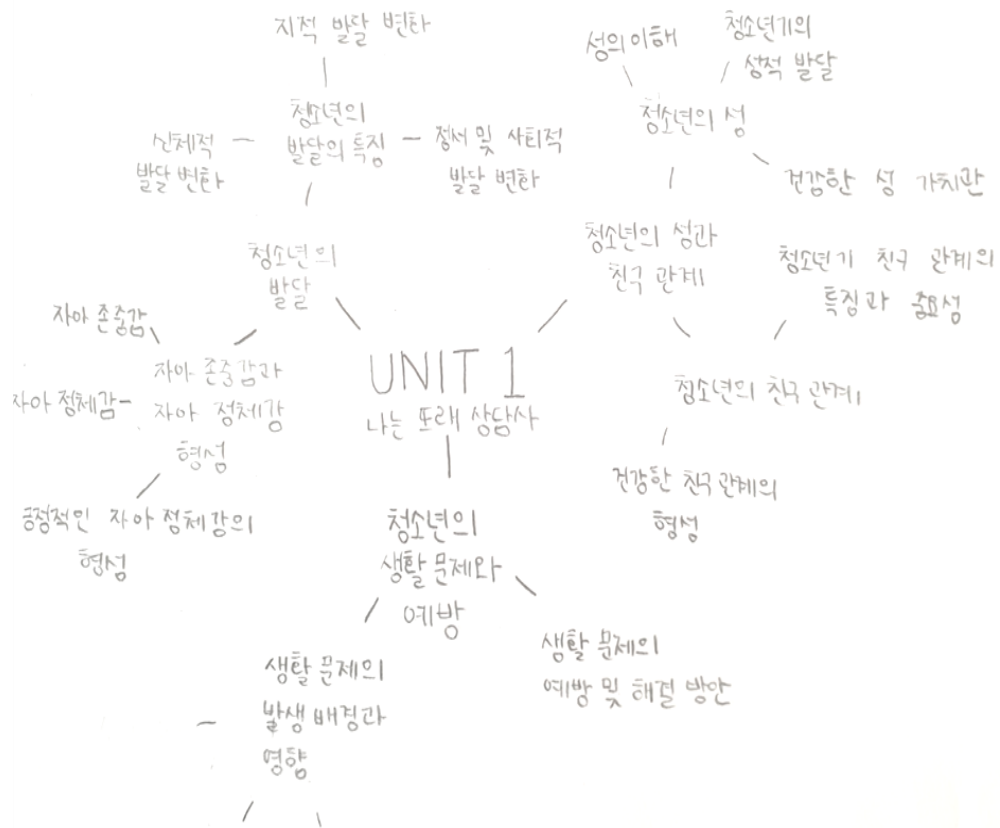 지적 발달 변화
청소년의
발달의 특징
신체적
발달 변화
정서 및 사회적
발달 변화
청소년의
발달
자아 존중감
자아 정체감
자아 존중감과
자아 정체감
형성
긍정적인 자아 정체감의
형성
UNIT 1
나는 또래 상담사
성의 이해
청소년기의
성적 발달
청소년의 성
건강한 성 가치관
청소년의 성과
친구 관계
청소년기 친구 관계의
특징과 중요성
청소년의 친구 관계
건강한 친구 관계의
형성
청소년의
생활 문제와
예방
생활 문제의
발생 배경과
영향
생활 문제의
예방 및 해결 방안